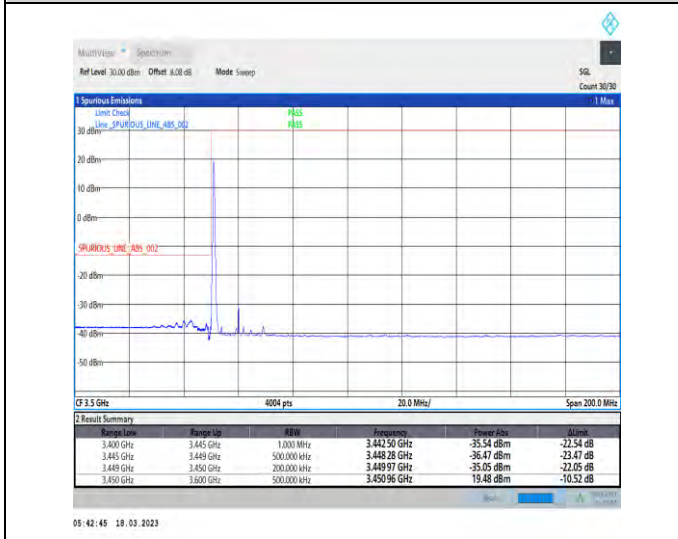 MultiView Spectrum
Ref Level 30.00 dBm Offset 8.08 dB Mode Sweep SGL
Count 30/30
1 Spurious Emissions 1 Max
Limit Check PASS
Line _SPURIOUS_LINE_ABS_002 PASS
30 dBm
20 dBm
10 dBm
0 dBm
_SPURIOUS_LINE_ABS_002
-20 dBm
-30 dBm
-40 dBm
-50 dBm
CF 3.5 GHz 4004 pts 20.0 MHz/ Span 200.0 MHz
2 Result Summary
Range Low Range Up RBW Frequency Power Abs ΔLimit
3.400 GHz 3.445 GHz 1.000 MHz 3.442 50 GHz -35.54 dBm -22.54 dB
3.445 GHz 3.449 GHz 500.000 kHz 3.448 28 GHz -36.47 dBm -23.47 dB
3.449 GHz 3.450 GHz 200.000 kHz 3.449 97 GHz -35.05 dBm -22.05 dB
3.450 GHz 3.600 GHz 500.000 kHz 3.450 96 GHz 19.48 dBm -10.52 dB
05:42:45 18.03.2023